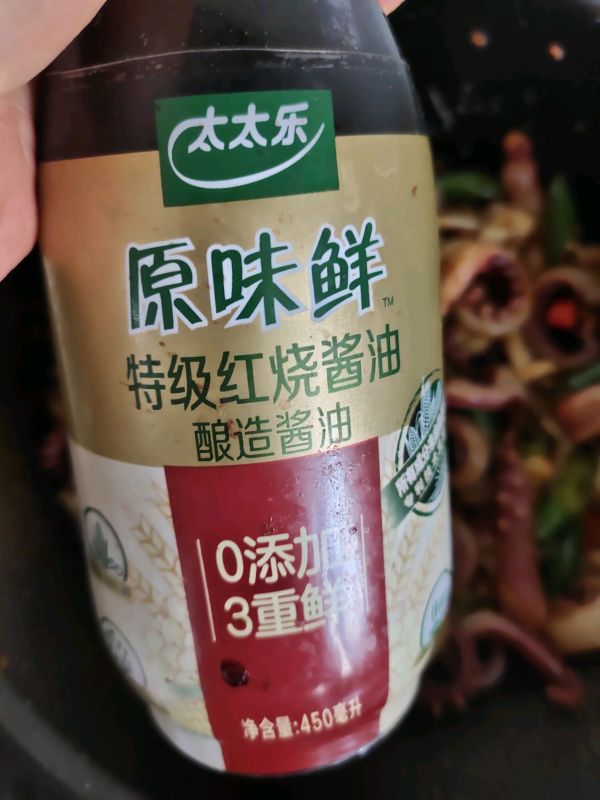 太太乐
原味鲜™
特级红烧酱油
酿造酱油
0添加
3重鲜
净含量:450毫升